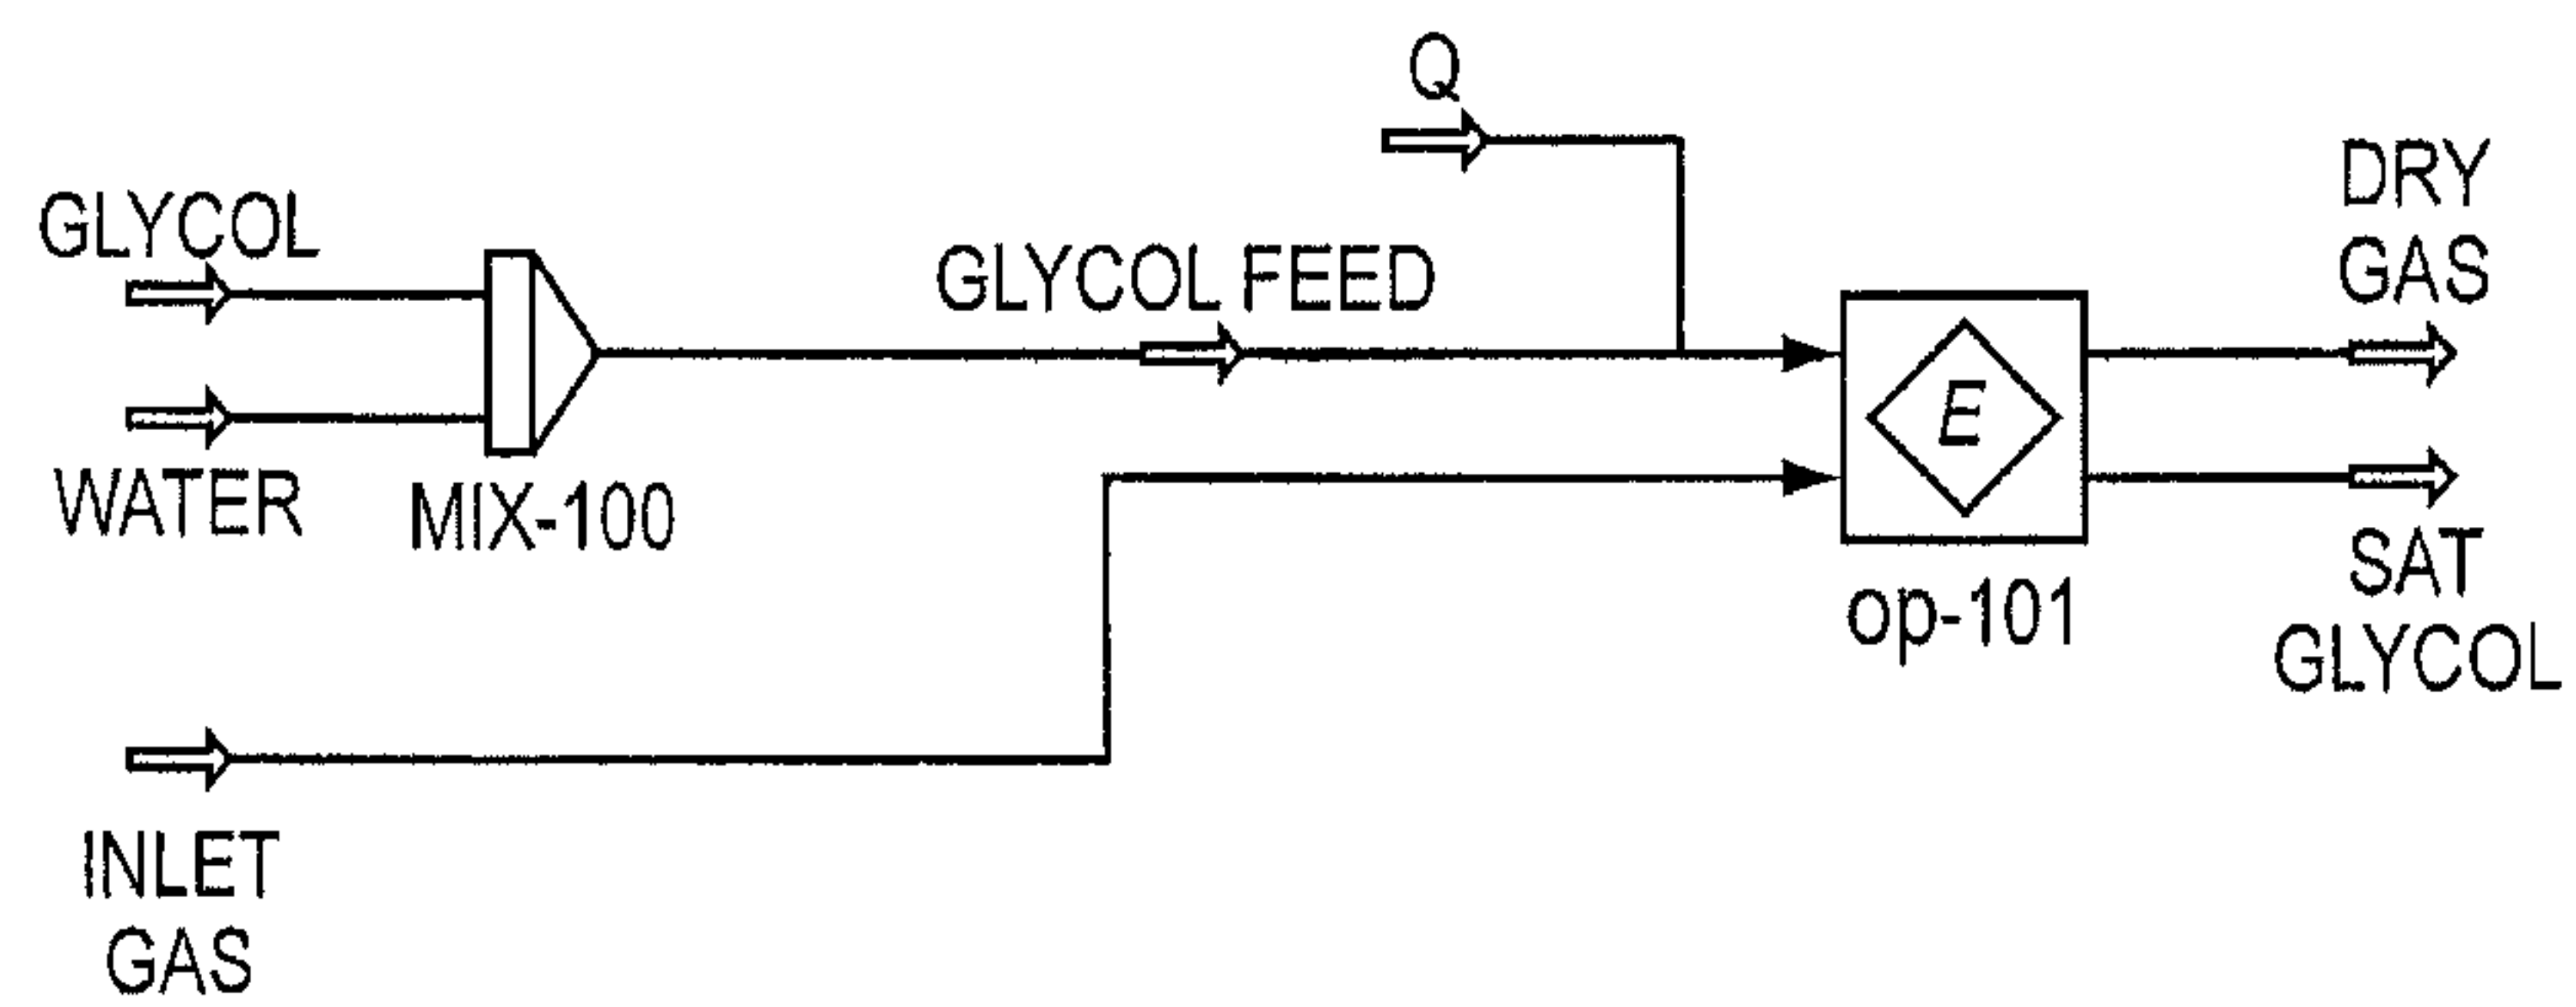 Q
GLYCOL
GLYCOL FEED
DRY
GAS
E
WATER
MIX-100
op-101
SAT
GLYCOL
INLET
GAS